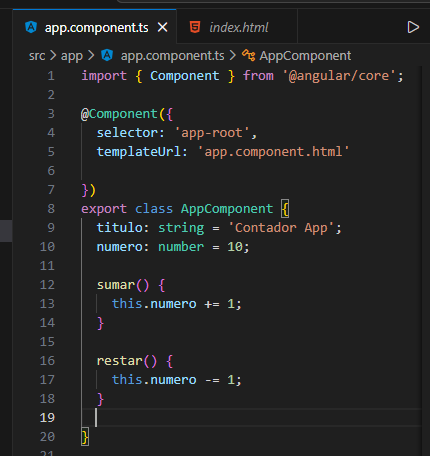 app.component.ts
index.html
src > app > app.component.ts > AppComponent
1 import { Component } from '@angular/core';
2
3 @Component({
4 selector: 'app-root',
5 templateUrl: 'app.component.html'
6
7 })
8 export class AppComponent {
9 titulo: string = 'Contador App';
10 numero: number = 10;
11
12 sumar() {
13 this.numero += 1;
14 }
15
16 restar() {
17 this.numero -= 1;
18 }
19
20 }
21